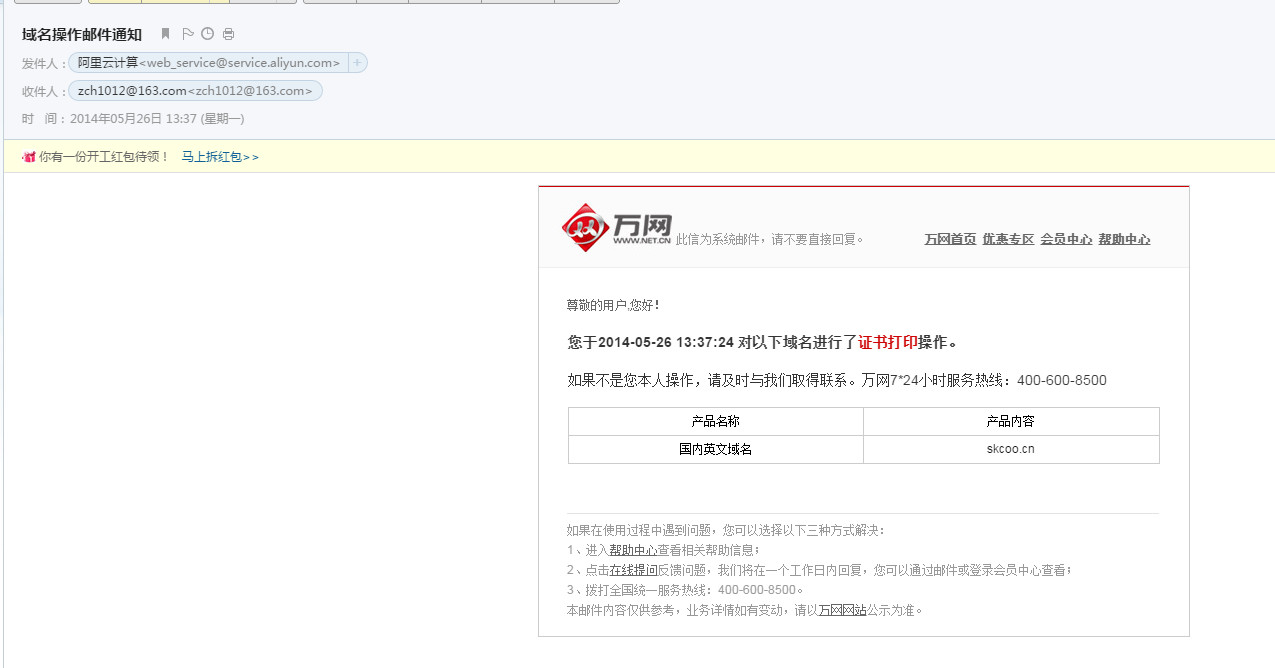 域名操作邮件通知
发件人：阿里云计算<web_service@service.aliyun.com> +
收件人：zch1012@163.com<zch1012@163.com>
时 间：2014年05月26日 13:37 (星期一)
你有一份开工红包待领！ 马上拆红包>>
万网 WWW.NET.CN 此信为系统邮件，请不要直接回复。 万网首页 优惠专区 会员中心 帮助中心
尊敬的用户,您好！
您于2014-05-26 13:37:24 对以下域名进行了证书打印操作。
如果不是您本人操作，请及时与我们取得联系。万网7*24小时服务热线：400-600-8500
产品名称 产品内容
国内英文域名 skcoo.cn
如果在使用过程中遇到问题，您可以选择以下三种方式解决：
1、进入帮助中心查看相关帮助信息；
2、点击在线提问反馈问题，我们将在一个工作日内回复，您可以通过邮件或登录会员中心查看；
3、拨打全国统一服务热线：400-600-8500。
本邮件内容仅供参考，业务详情如有变动，请以万网网站公示为准。